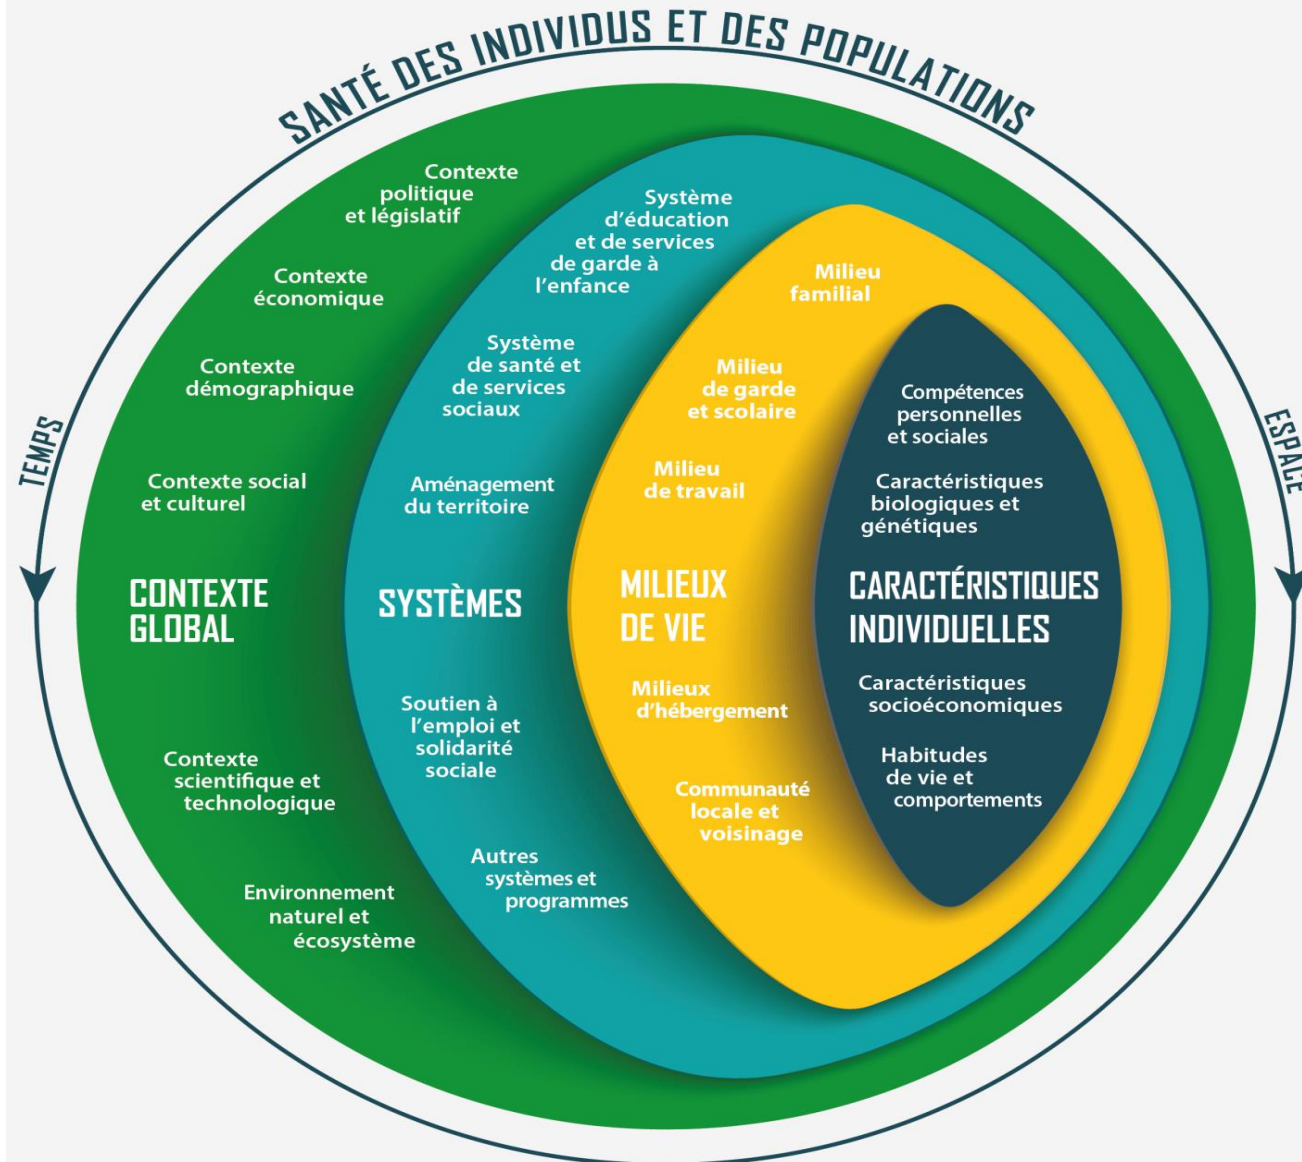 SANTÉ DES INDIVIDUS ET DES POPULATIONS
TEMPS
ESPACE
Contexte
politique
et législatif
Contexte
économique
Contexte
démographique
Contexte social
et culturel
CONTEXTE
GLOBAL
Contexte
scientifique et
technologique
Environnement
naturel et
écosystème
Système
d'éducation
et de services
de garde à
l'enfance
Système
de santé et
de services
sociaux
Aménagement
du territoire
SYSTÈMES
Soutien à
l'emploi et
solidarité
sociale
Autres
systèmes et
programmes
Milieu
familial
Milieu
de garde
et scolaire
Milieu
de travail
MILIEUX
DE VIE
Milieux
d'hébergement
Communauté
locale et
voisinage
Compétences
personnelles
et sociales
Caractéristiques
biologiques et
génétiques
CARACTÉRISTIQUES
INDIVIDUELLES
Caractéristiques
socioéconomiques
Habitudes
de vie et
comportements